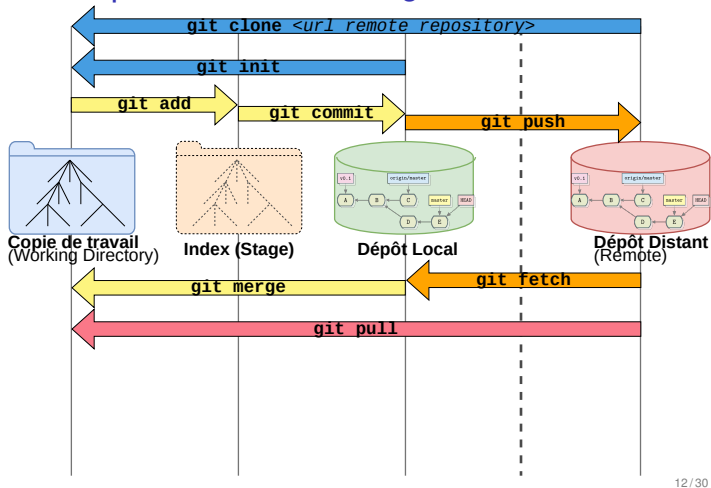 git clone <url remote repository>
git init
git add
git commit
git push
v0.1
origin/master
A
B
C
master
HEAD
D
E
v0.1
origin/master
A
B
C
master
HEAD
D
E
Copie de travail
(Working Directory)
Index (Stage)
Dépôt Local
Dépôt Distant
(Remote)
git merge
git fetch
git pull
12 / 30